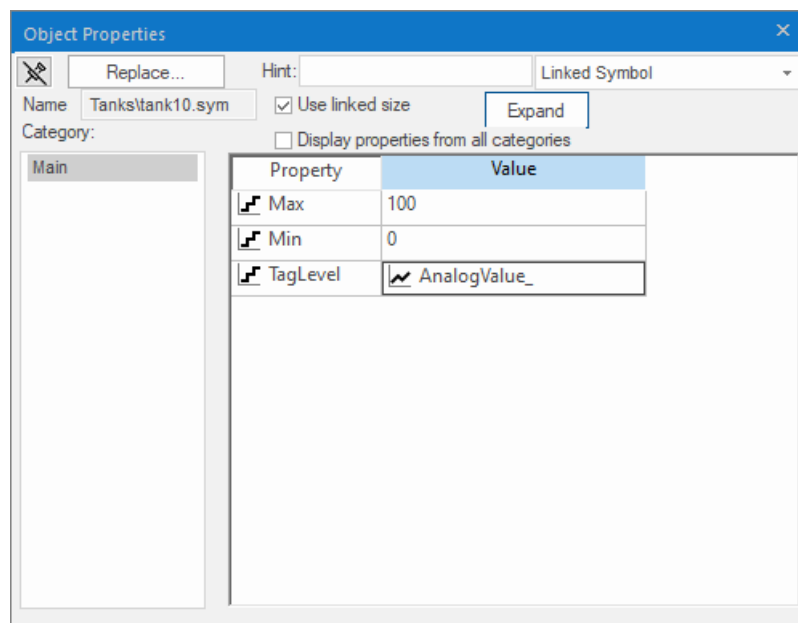 Object Properties
Replace... Hint: Linked Symbol
Name Tanks\tank10.sym Use linked size Expand
Category: Display properties from all categories
Main Property Value
Max 100
Min 0
TagLevel AnalogValue_